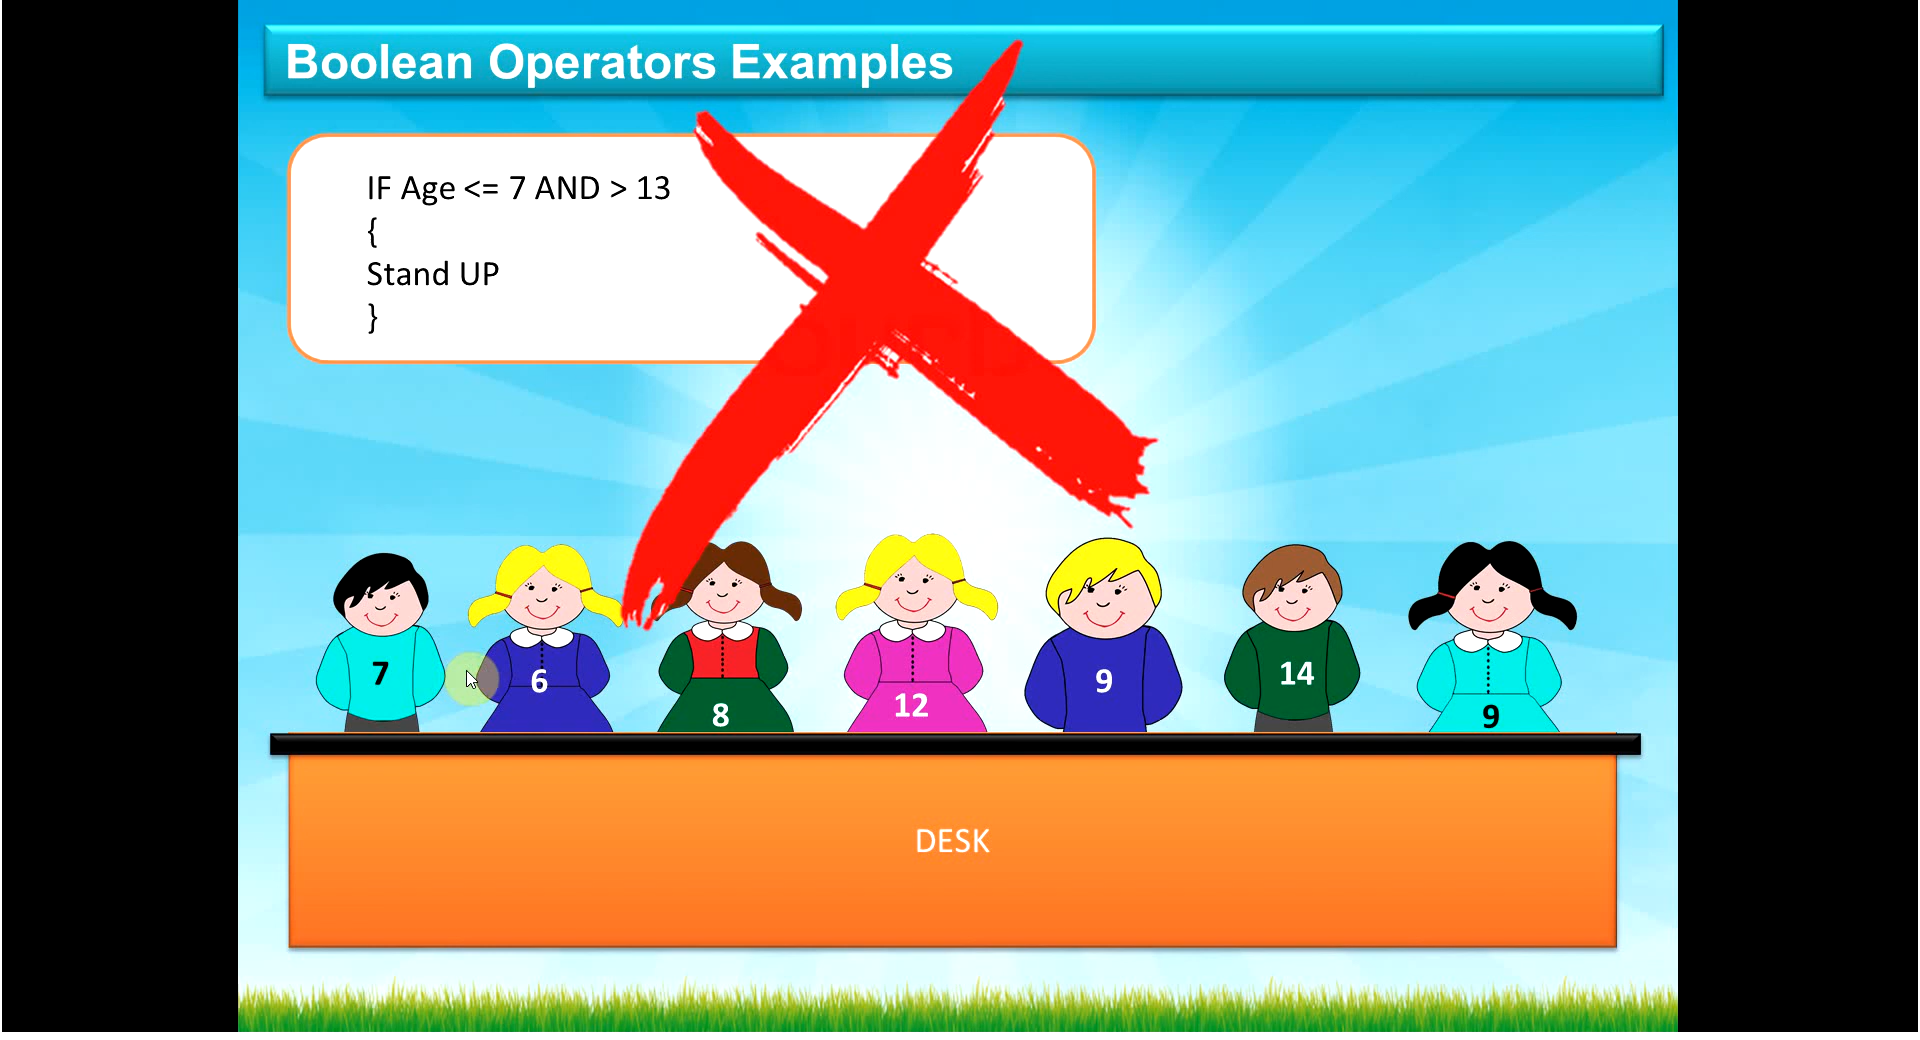 Boolean Operators Examples
IF Age <= 7 AND > 13
{
Stand UP
}
7
6
8
12
9
14
9
DESK